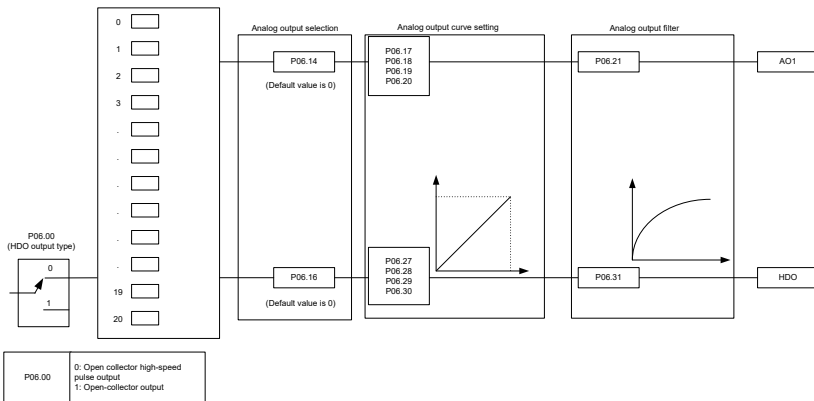 Analog output selection
Analog output curve setting
Analog output filter
0
1
2
3
.
.
.
.
.
.
19
20
P06.14
(Default value is 0)
P06.17
P06.18
P06.19
P06.20
P06.21
AO1
P06.00
(HDO output type)
0
1
P06.16
(Default value is 0)
P06.27
P06.28
P06.29
P06.30
P06.31
HDO
P06.00
0: Open collector high-speed
pulse output
1: Open-collector output